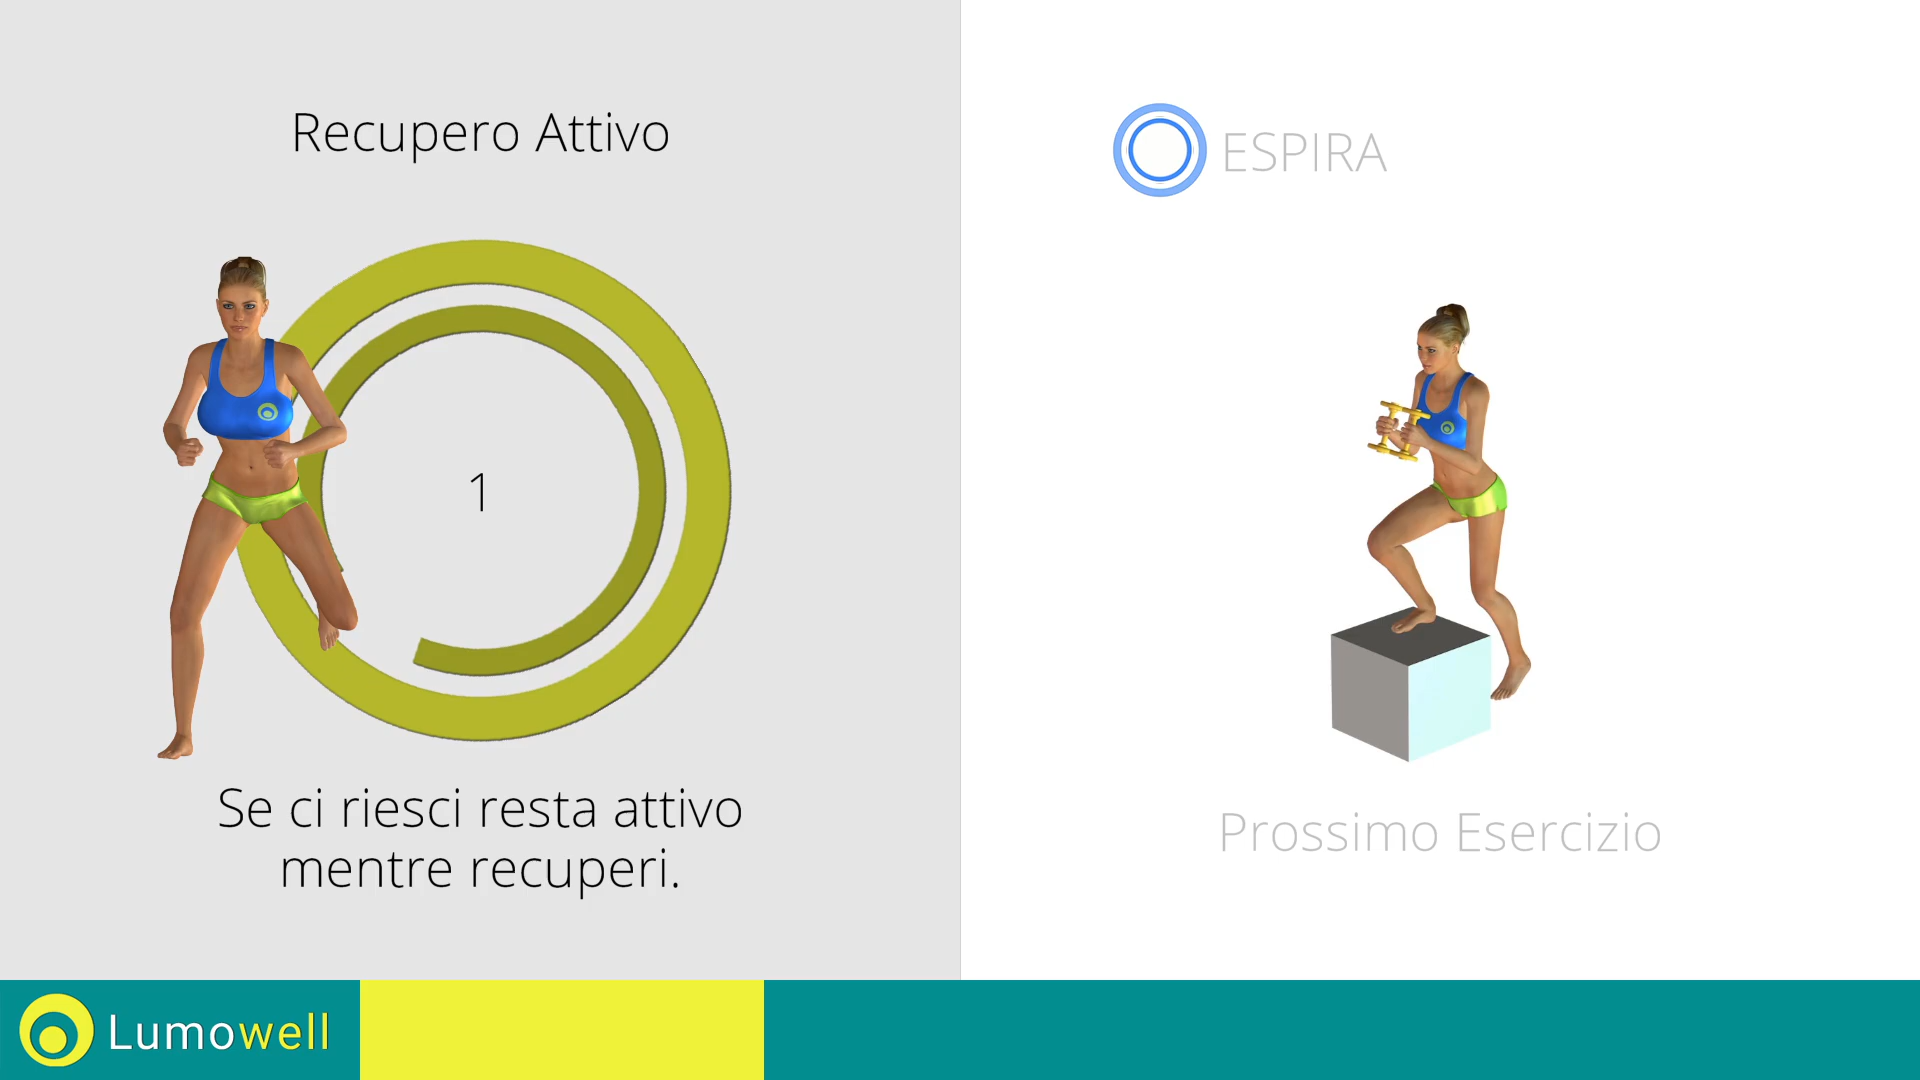 Recupero Attivo
1
Se ci riesci resta attivo
mentre recuperi.
ESPIRA
Prossimo Esercizio
Lumowell